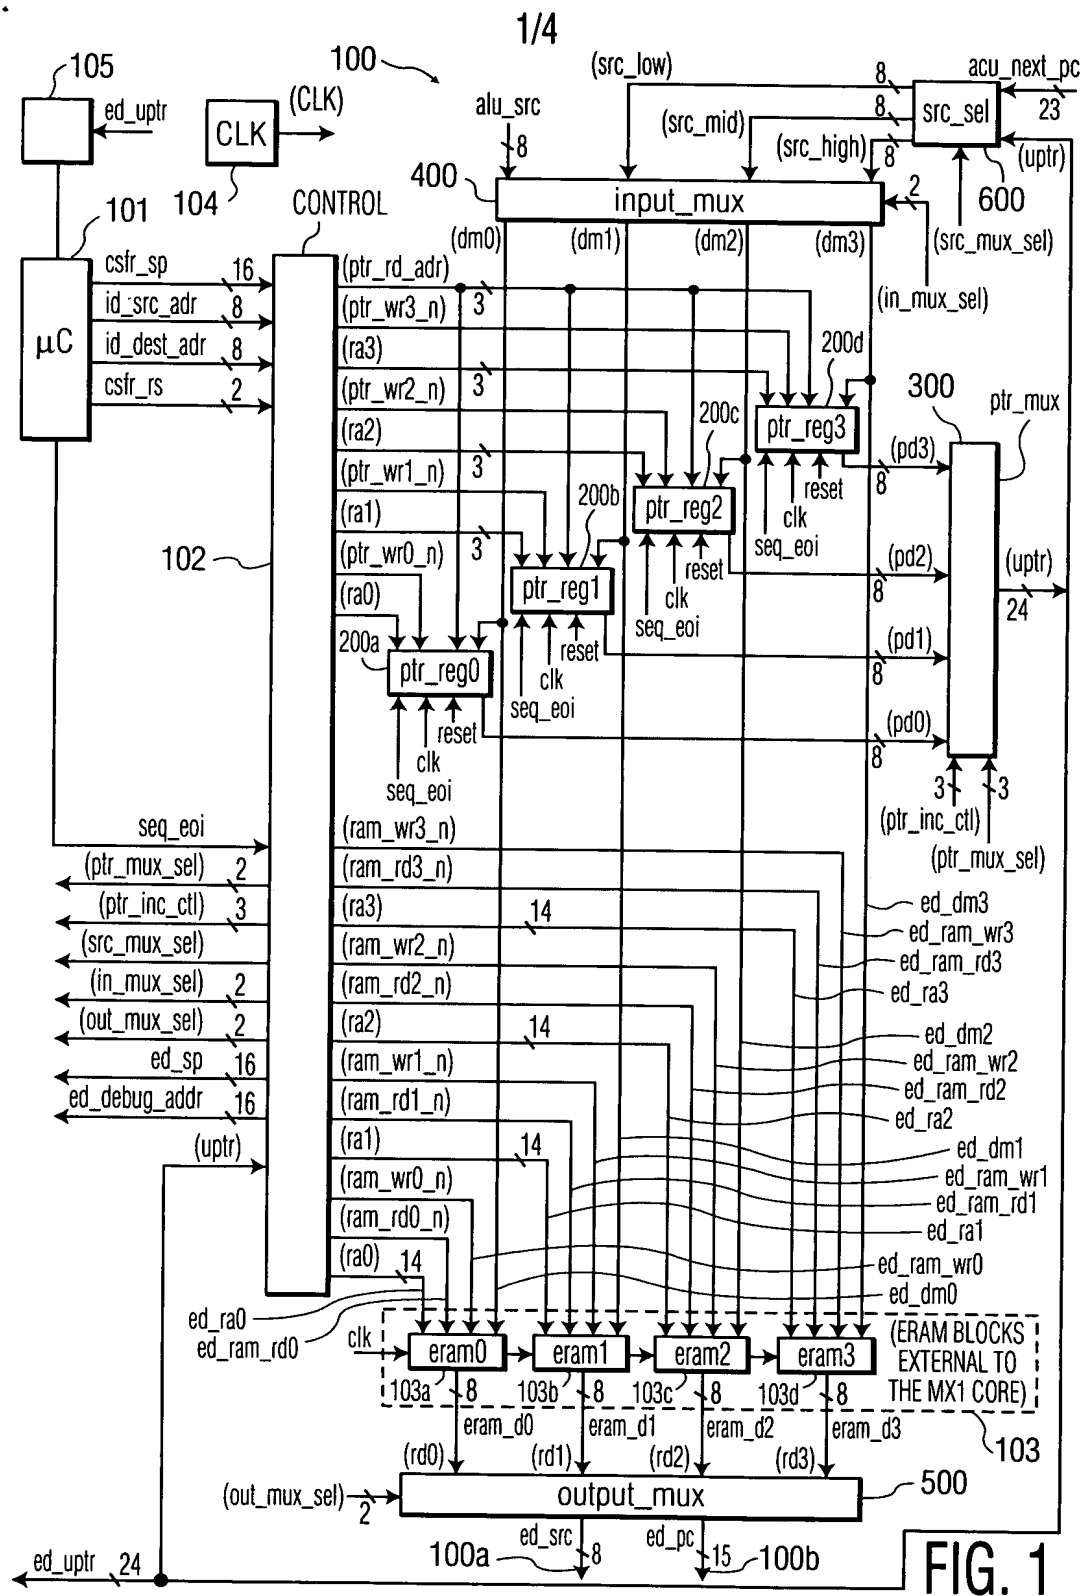 1/4
105
100
(src_low)
acu_next_pc
ed_uptr
(CLK)
alu_src
8
8
src_sel
23
CLK
(src_mid)
(src_high)
8
(uptr)
8
104
400
600
101
CONTROL
input_mux
2
(src_mux_sel)
(dm0)
(dm1)
(dm2)
(dm3)
(in_mux_sel)
µC
csfr_sp
16
id_src_adr
8
id_dest_adr
8
csfr_rs
2
(ptr_rd_adr)
3
(ptr_wr3_n)
(ra3)
3
(ptr_wr2_n)
(ra2)
3
(ptr_wr1_n)
(ra1)
3
(ptr_wr0_n)
(ra0)
102
200d
ptr_reg3
reset
clk
seq_eoi
200c
ptr_reg2
reset
clk
seq_eoi
200b
ptr_reg1
reset
clk
seq_eoi
200a
ptr_reg0
reset
clk
seq_eoi
300
ptr_mux
(pd3)
8
(pd2)
8
(pd1)
8
(pd0)
8
(uptr)
24
3
3
(ptr_inc_ctl)
(ptr_mux_sel)
seq_eoi
(ptr_mux_sel)
2
(ptr_inc_ctl)
3
(src_mux_sel)
(in_mux_sel)
2
(out_mux_sel)
2
ed_sp
16
ed_debug_addr
16
(uptr)
(ram_wr3_n)
(ram_rd3_n)
(ra3)
14
(ram_wr2_n)
(ram_rd2_n)
(ra2)
14
(ram_wr1_n)
(ram_rd1_n)
(ra1)
14
(ram_wr0_n)
(ram_rd0_n)
(ra0)
14
ed_dm3
ed_ram_wr3
ed_ram_rd3
ed_ra3
ed_dm2
ed_ram_wr2
ed_ram_rd2
ed_ra2
ed_dm1
ed_ram_wr1
ed_ram_rd1
ed_ra1
ed_ram_wr0
ed_dm0
ed_ra0
ed_ram_rd0
clk
eram0
eram1
eram2
eram3
(ERAM BLOCKS
EXTERNAL TO
THE MX1 CORE)
103a
8
103b
8
103c
8
103d
8
eram_d0
eram_d1
eram_d2
eram_d3
103
(rd0)
(rd1)
(rd2)
(rd3)
(out_mux_sel)
2
output_mux
500
ed_src
8
ed_pc
15
100a
100b
ed_uptr
24
FIG. 1